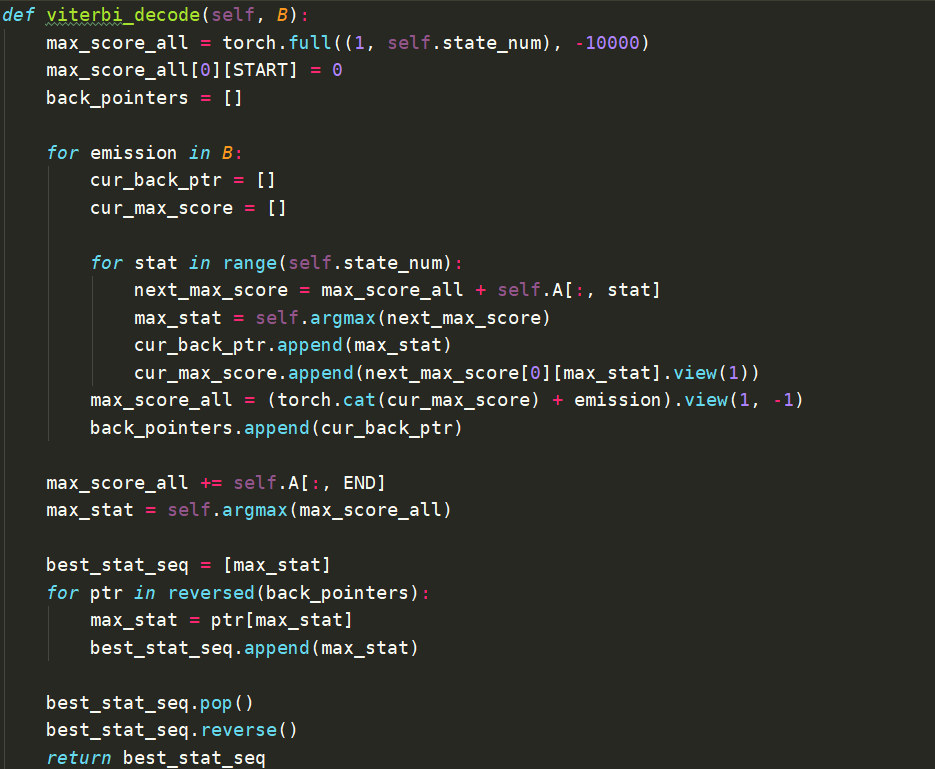 def viterbi_decode(self, B):
    max_score_all = torch.full((1, self.state_num), -10000)
    max_score_all[0][START] = 0
    back_pointers = []

    for emission in B:
        cur_back_ptr = []
        cur_max_score = []

        for stat in range(self.state_num):
            next_max_score = max_score_all + self.A[:, stat]
            max_stat = self.argmax(next_max_score)
            cur_back_ptr.append(max_stat)
            cur_max_score.append(next_max_score[0][max_stat].view(1))
        max_score_all = (torch.cat(cur_max_score) + emission).view(1, -1)
        back_pointers.append(cur_back_ptr)

    max_score_all += self.A[:, END]
    max_stat = self.argmax(max_score_all)

    best_stat_seq = [max_stat]
    for ptr in reversed(back_pointers):
        max_stat = ptr[max_stat]
        best_stat_seq.append(max_stat)

    best_stat_seq.pop()
    best_stat_seq.reverse()
    return best_stat_seq